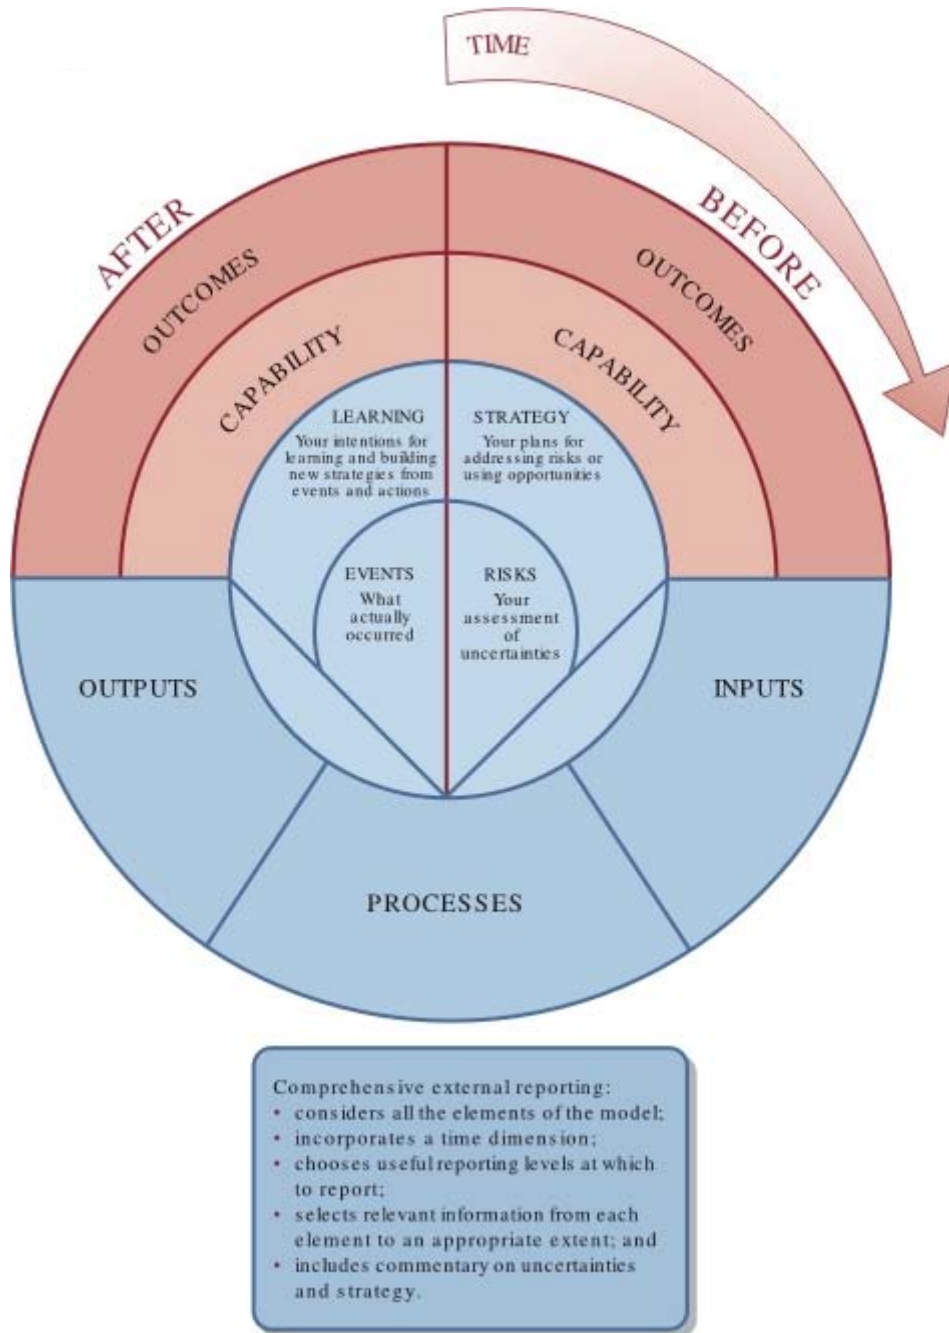 TIME
AFTER
BEFORE
OUTCOMES
OUTCOMES
CAPABILITY
CAPABILITY
LEARNING
Your intentions for
learning and building
new strategies from
events and actions
STRATEGY
Your plans for
addressing risks or
using opportunities
EVENTS
What
actually
occurred
RISKS
Your
assessment
of
uncertainties
OUTPUTS
INPUTS
PROCESSES
Comprehensive external reporting:
• considers all the elements of the model;
• incorporates a time dimension;
• chooses useful reporting levels at which
to report;
• selects relevant information from each
element to an appropriate extent; and
• includes commentary on uncertainties
and strategy.